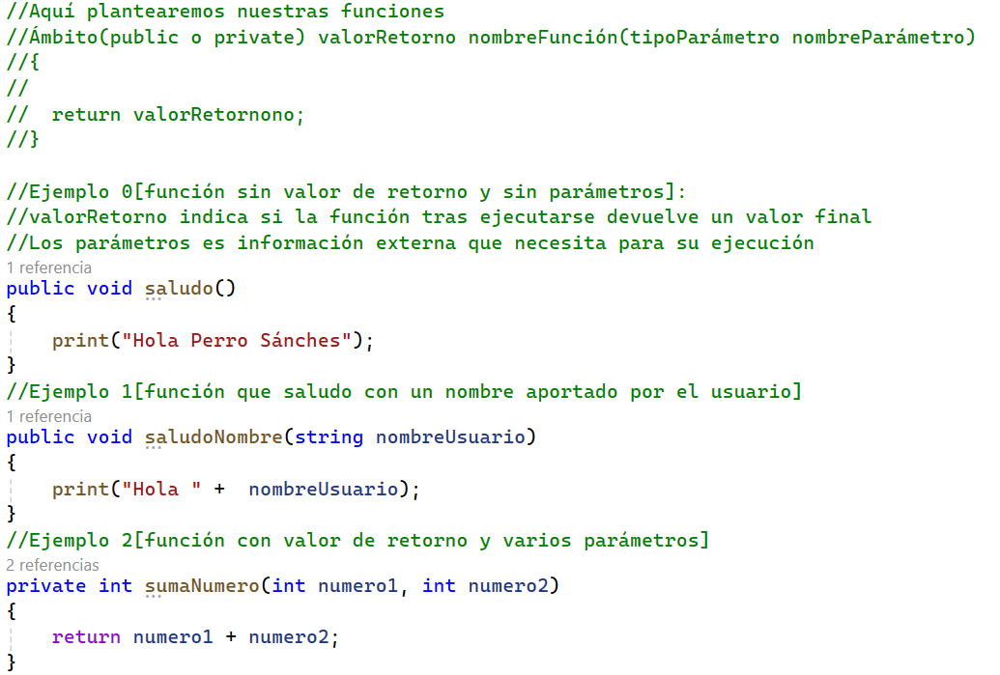 //Aquí plantearemos nuestras funciones
//Ámbito(public o private) valorRetorno nombreFunción(tipoParámetro nombreParámetro)
//{
//
//  return valorRetornono;
//}
//Ejemplo 0[función sin valor de retorno y sin parámetros]:
//valorRetorno indica si la función tras ejecutarse devuelve un valor final
//Los parámetros es información externa que necesita para su ejecución
1 referencia
public void saludo()
{
    print("Hola Perro Sánches");
}
//Ejemplo 1[función que saludo con un nombre aportado por el usuario]
1 referencia
public void saludoNombre(string nombreUsuario)
{
    print("Hola " +  nombreUsuario);
}
//Ejemplo 2[función con valor de retorno y varios parámetros]
2 referencias
private int sumaNumero(int numero1, int numero2)
{
    return numero1 + numero2;
}